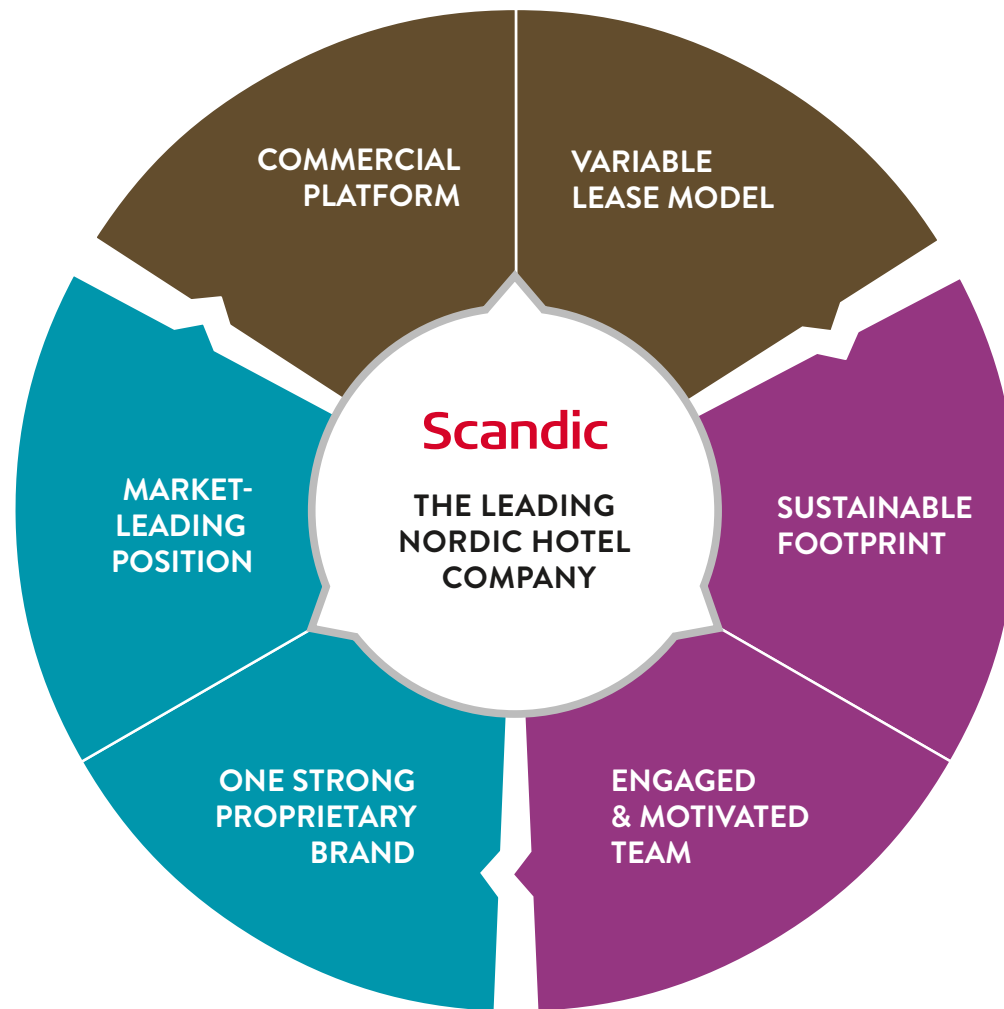 COMMERCIAL
PLATFORM
VARIABLE
LEASE MODEL
Scandic
THE LEADING
NORDIC HOTEL
COMPANY
MARKET-
LEADING
POSITION
SUSTAINABLE
FOOTPRINT
ONE STRONG
PROPRIETARY
BRAND
ENGAGED
& MOTIVATED
TEAM